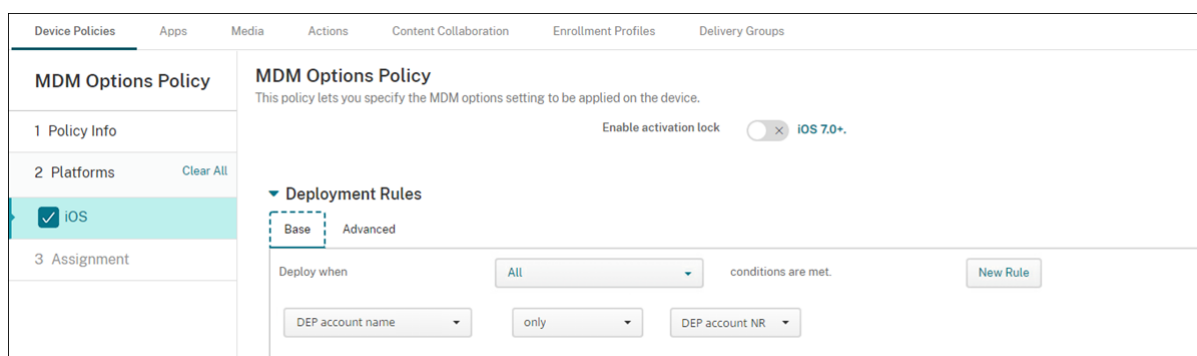 Device Policies Apps Media Actions Content Collaboration Enrollment Profiles Delivery Groups
MDM Options Policy
1 Policy Info
2 Platforms Clear All
iOS
3 Assignment
MDM Options Policy
This policy lets you specify the MDM options setting to be applied on the device.
Enable activation lock iOS 7.0+.
Deployment Rules
Base Advanced
Deploy when All conditions are met. New Rule
DEP account name only DEP account NR